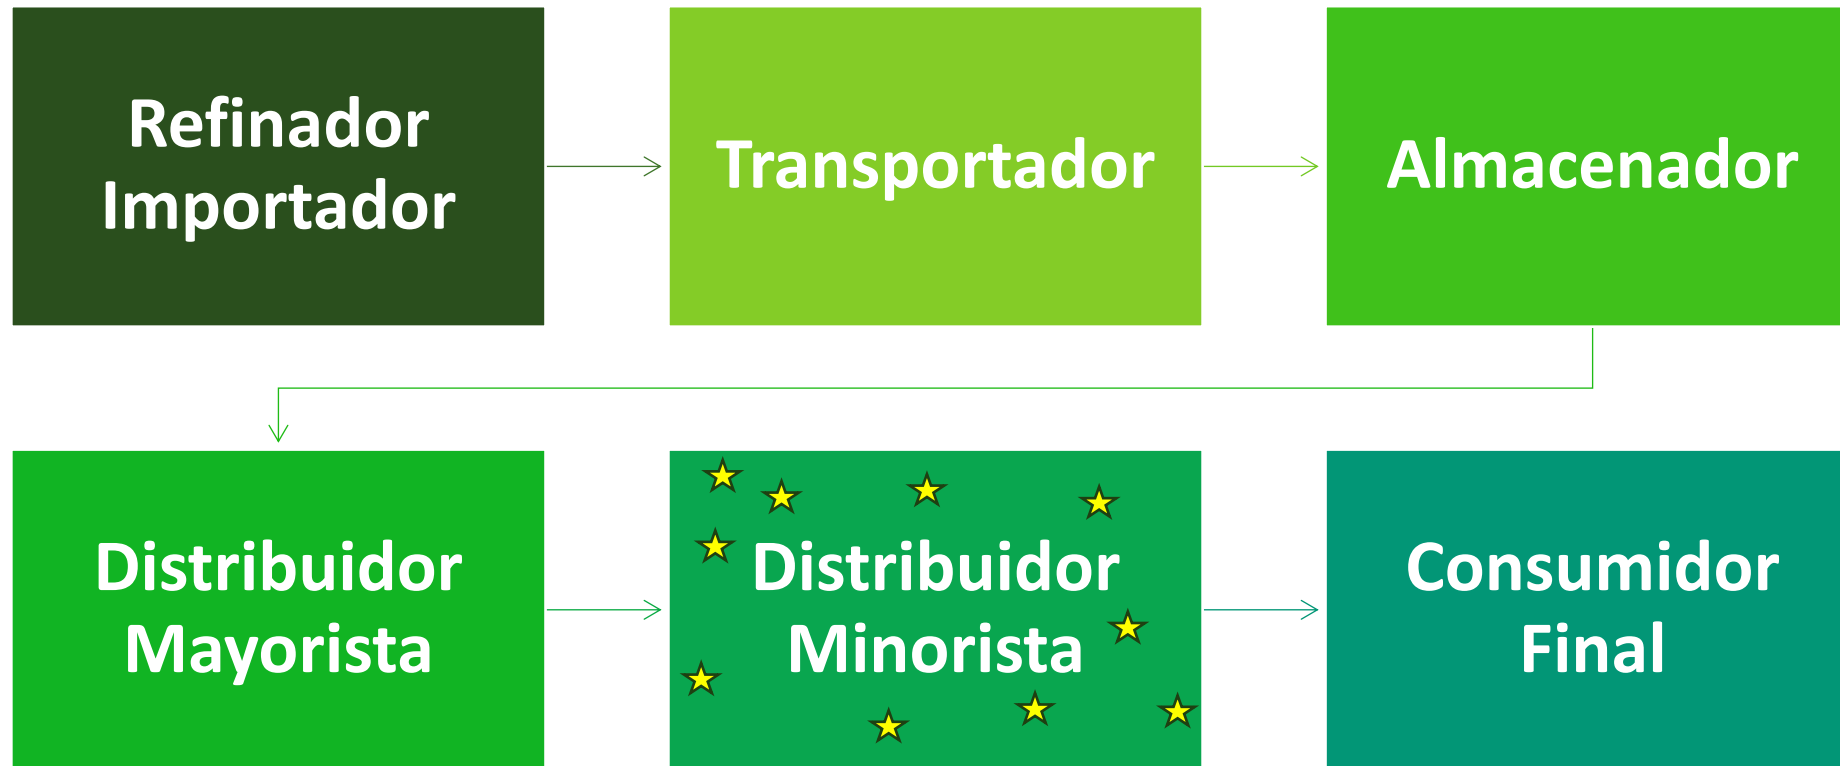 Refinador
Importador
Transportador
Almacenador
Distribuidor
Mayorista
Distribuidor
Minorista
Consumidor
Final